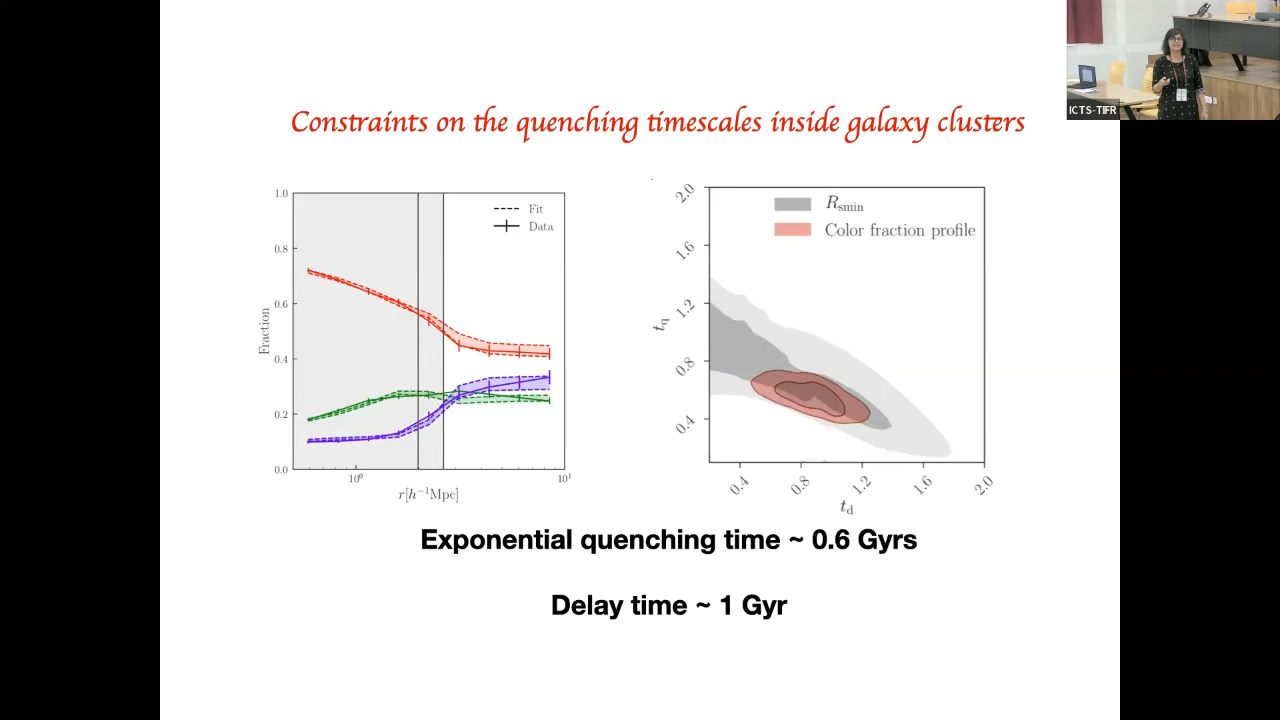 ICTS-TIFR
Constraints on the quenching timescales inside galaxy clusters
1.0
0.8
0.6
0.4
0.2
0.0
Fraction
Fit
Data
10⁰
10¹
r[h⁻¹Mpc]
2.0
1.6
1.2
0.8
0.4
t_q
R_smin
Color fraction profile
0.4
0.8
1.2
1.6
2.0
t_d
Exponential quenching time ~ 0.6 Gyrs
Delay time ~ 1 Gyr